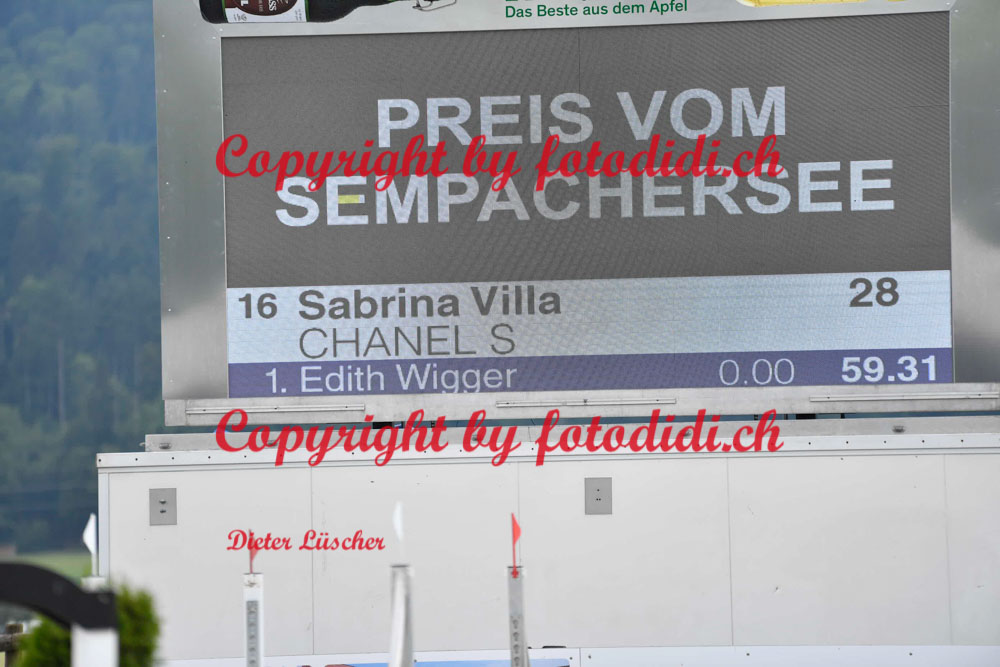 Das Beste aus dem Apfel
PREIS VOM
Copyright by fotodidi.ch
SEMPACHERSEE
16 Sabrina Villa 28
CHANEL S
1. Edith Wigger 0.00 59.31
Copyright by fotodidi.ch
Dieter Lüscher